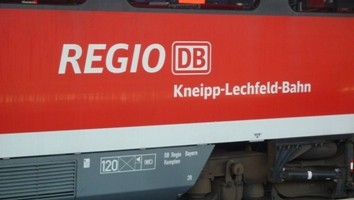 REGIO DB
Kneipp-Lechfeld-Bahn
DB Regio Bayern
Kempten
120